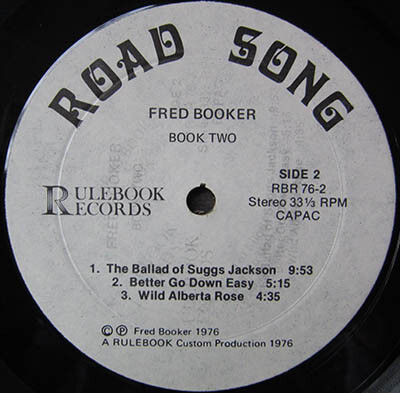 ROAD SONG
FRED BOOKER
BOOK TWO
SIDE 2
RBR 76-2
Stereo 33⅓ RPM
CAPAC
RULEBOOK
RECORDS
1. The Ballad of Suggs Jackson 9:53
2. Better Go Down Easy 5:15
3. Wild Alberta Rose 4:35
© Ⓟ Fred Booker 1976
A RULEBOOK Custom Production 1976